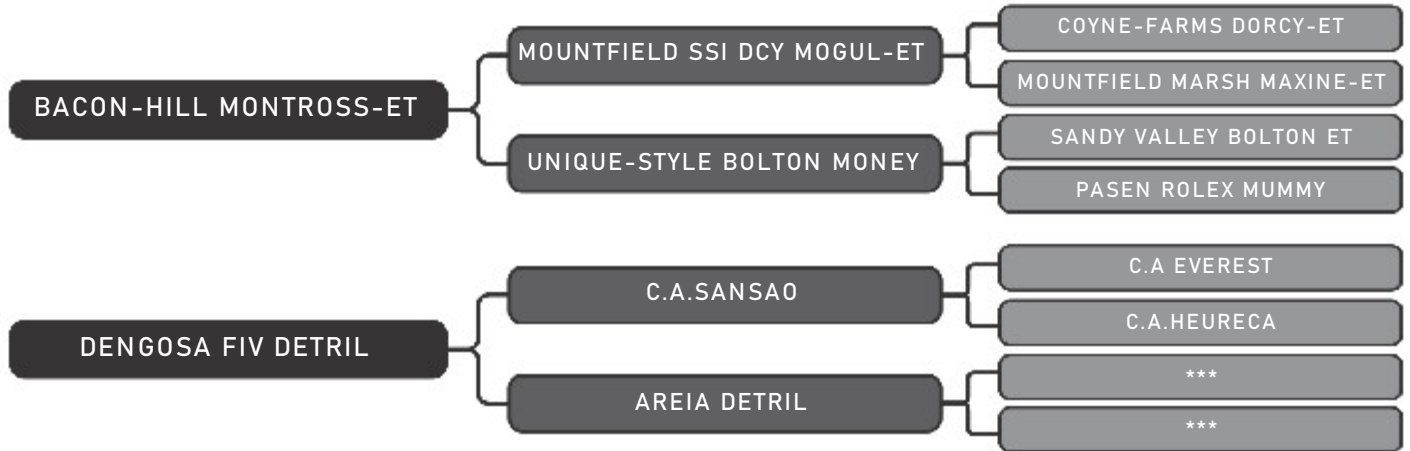 COYNE-FARMS DORCY-ET
MOUNTFIELD SSI DCY MOGUL-ET
MOUNTFIELD MARSH MAXINE-ET
BACON-HILL MONTROSS-ET
SANDY VALLEY BOLTON ET
UNIQUE-STYLE BOLTON MONEY
PASEN ROLEX MUMMY
C.A EVEREST
C.A.SANSAO
C.A.HEURECA
DENGOSA FIV DETRIL
***
AREIA DETRIL
***